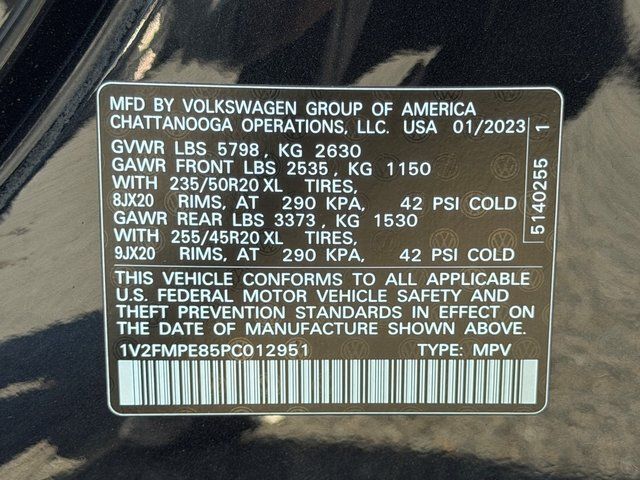 MFD BY VOLKSWAGEN GROUP OF AMERICA
CHATTANOOGA OPERATIONS, LLC. USA 01/2023
GVWR LBS 5798 , KG 2630
GAWR FRONT LBS 2535 , KG 1150
WITH 235/50R20 XL TIRES,
8JX20 RIMS, AT 290 KPA, 42 PSI COLD
GAWR REAR LBS 3373 , KG 1530
WITH 255/45R20 XL TIRES,
9JX20 RIMS, AT 290 KPA, 42 PSI COLD
THIS VEHICLE CONFORMS TO ALL APPLICABLE
U.S. FEDERAL MOTOR VEHICLE SAFETY AND
THEFT PREVENTION STANDARDS IN EFFECT ON
THE DATE OF MANUFACTURE SHOWN ABOVE.
1V2FMPE85PC012951 TYPE: MPV
5140255 1